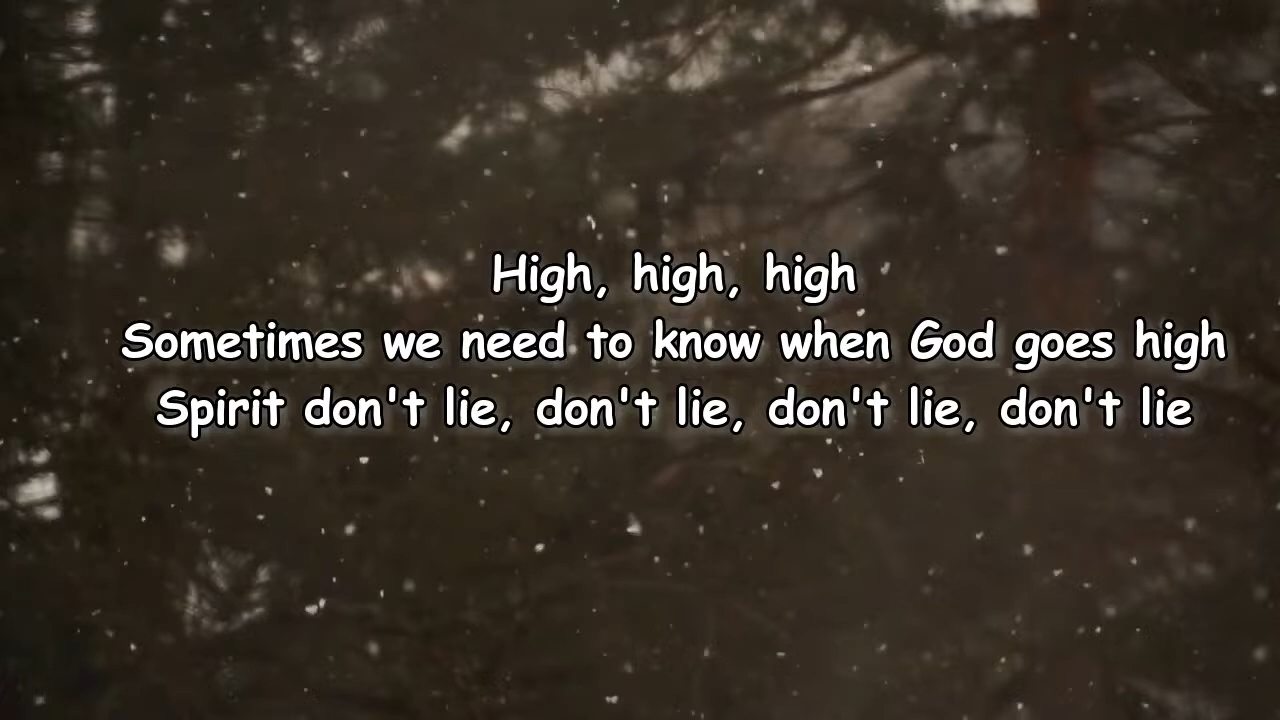 High, high, high
Sometimes we need to know when God goes high
Spirit don't lie, don't lie, don't lie, don't lie